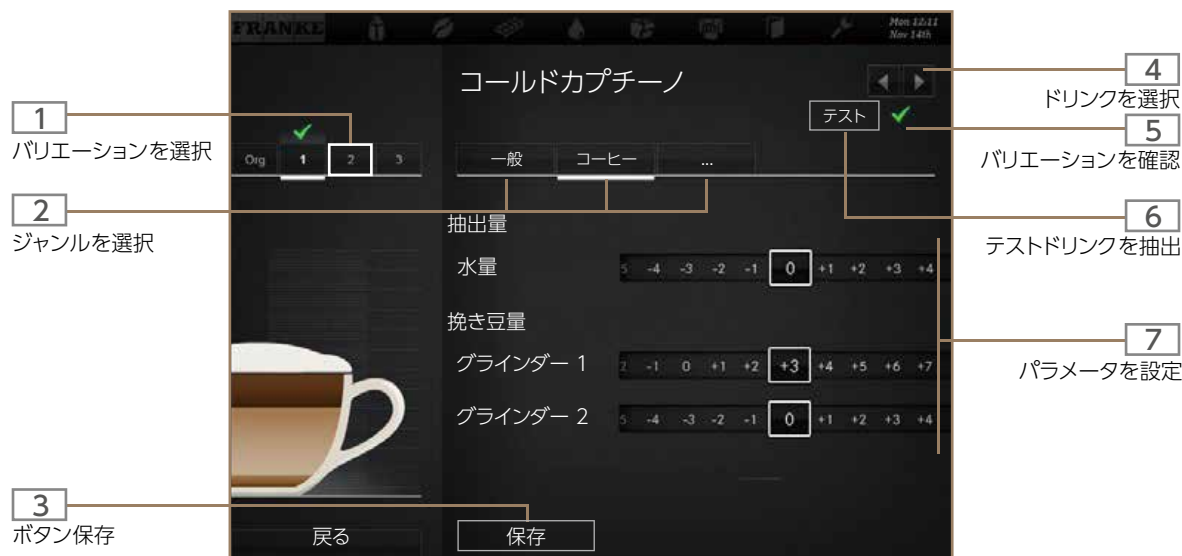 FRANKE
Mon 12:11
Nov 14th
コールドカプチーノ
4
ドリンクを選択
1
バリエーションを選択
テスト
5
バリエーションを確認
Org 1 2 3
一般 コーヒー ...
2
ジャンルを選択
6
テストドリンクを抽出
抽出量
水量 5 -4 -3 -2 -1 0 +1 +2 +3 +4
挽き豆量
7
パラメータを設定
グラインダー 1 2 -1 0 +1 +2 +3 +4 +5 +6 +7
グラインダー 2 5 -4 -3 -2 -1 0 +1 +2 +3 +4
3
ボタン保存
戻る 保存